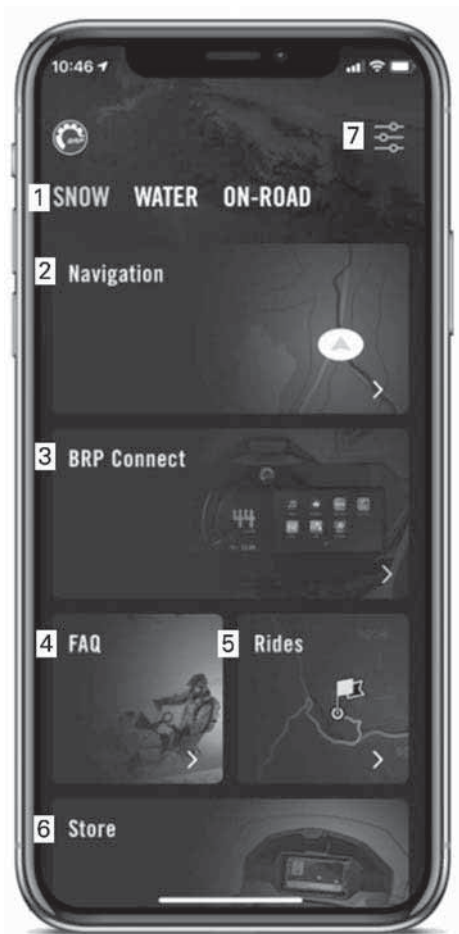 10:46
7
1 SNOW WATER ON-ROAD
2 Navigation
3 BRP Connect
4 FAQ
5 Rides
6 Store